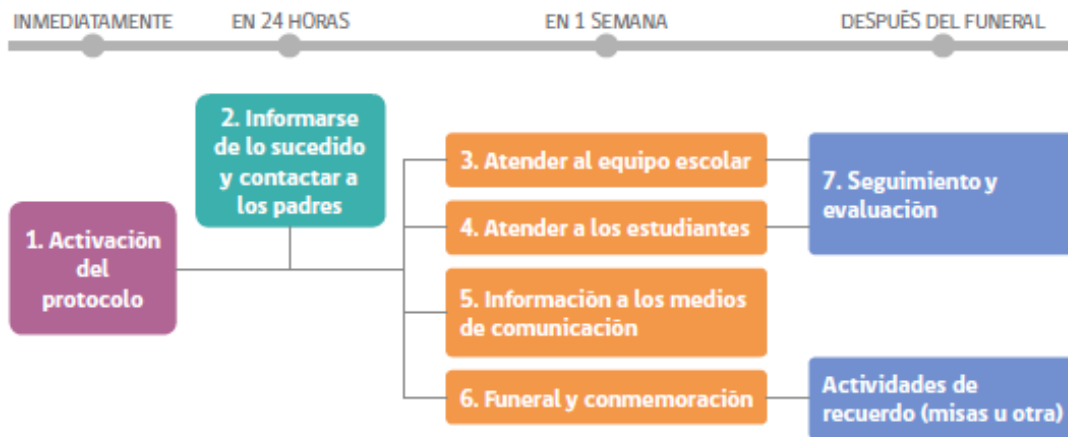 INMEDIATAMENTE
EN 24 HORAS
EN 1 SEMANA
DESPUÉS DEL FUNERAL
1. Activación
del
protocolo
2. Informarse
de lo sucedido
y contactar a
los padres
3. Atender al equipo escolar
4. Atender a los estudiantes
5. Información a los medios
de comunicación
6. Funeral y conmemoración
7. Seguimiento y
evaluación
Actividades de
recuerdo (misas u otra)